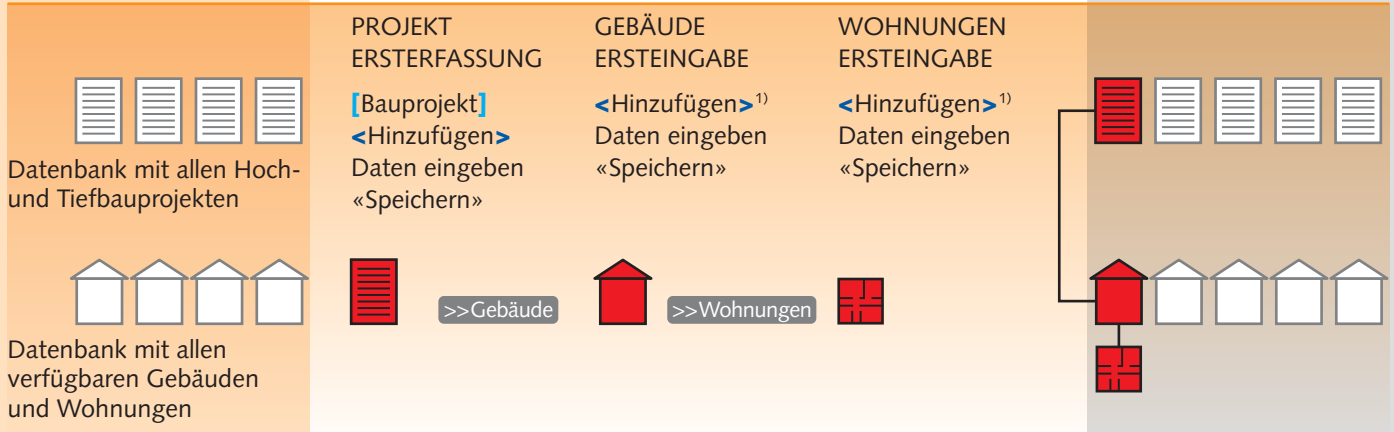 Datenbank mit allen Hoch-
und Tiefbauprojekten
Datenbank mit allen
verfügbaren Gebäuden
und Wohnungen
PROJEKT
ERSTERFASSUNG
[Bauprojekt]
<Hinzufügen>
Daten eingeben
«Speichern»
>>Gebäude
GEBÄUDE
ERSTEINGABE
<Hinzufügen>1)
Daten eingeben
«Speichern»
>>Wohnungen
WOHNUNGEN
ERSTEINGABE
<Hinzufügen>1)
Daten eingeben
«Speichern»